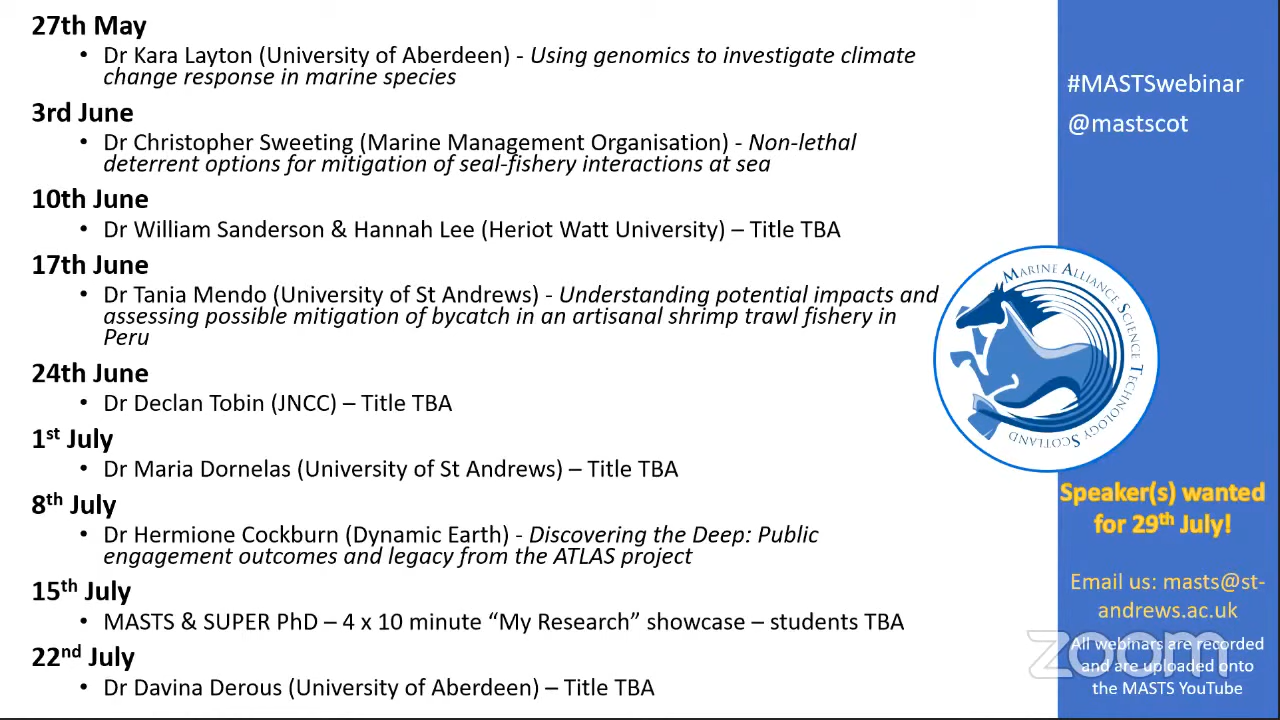 27th May
• Dr Kara Layton (University of Aberdeen) - Using genomics to investigate climate
change response in marine species
3rd June
• Dr Christopher Sweeting (Marine Management Organisation) - Non-lethal
deterrent options for mitigation of seal-fishery interactions at sea
10th June
• Dr William Sanderson & Hannah Lee (Heriot Watt University) – Title TBA
17th June
• Dr Tania Mendo (University of St Andrews) - Understanding potential impacts and
assessing possible mitigation of bycatch in an artisanal shrimp trawl fishery in
Peru
24th June
• Dr Declan Tobin (JNCC) – Title TBA
1st July
• Dr Maria Dornelas (University of St Andrews) – Title TBA
8th July
• Dr Hermione Cockburn (Dynamic Earth) - Discovering the Deep: Public
engagement outcomes and legacy from the ATLAS project
15th July
• MASTS & SUPER PhD – 4 x 10 minute “My Research” showcase – students TBA
22nd July
• Dr Davina Derous (University of Aberdeen) – Title TBA
#MASTSwebinar
@mastscot
MARINE ALLIANCE SCIENCE TECHNOLOGY SCOTLAND
Speaker(s) wanted
for 29th July!
Email us: masts@st-
andrews.ac.uk
All webinars are recorded
and are uploaded onto
the MASTS YouTube
zoom